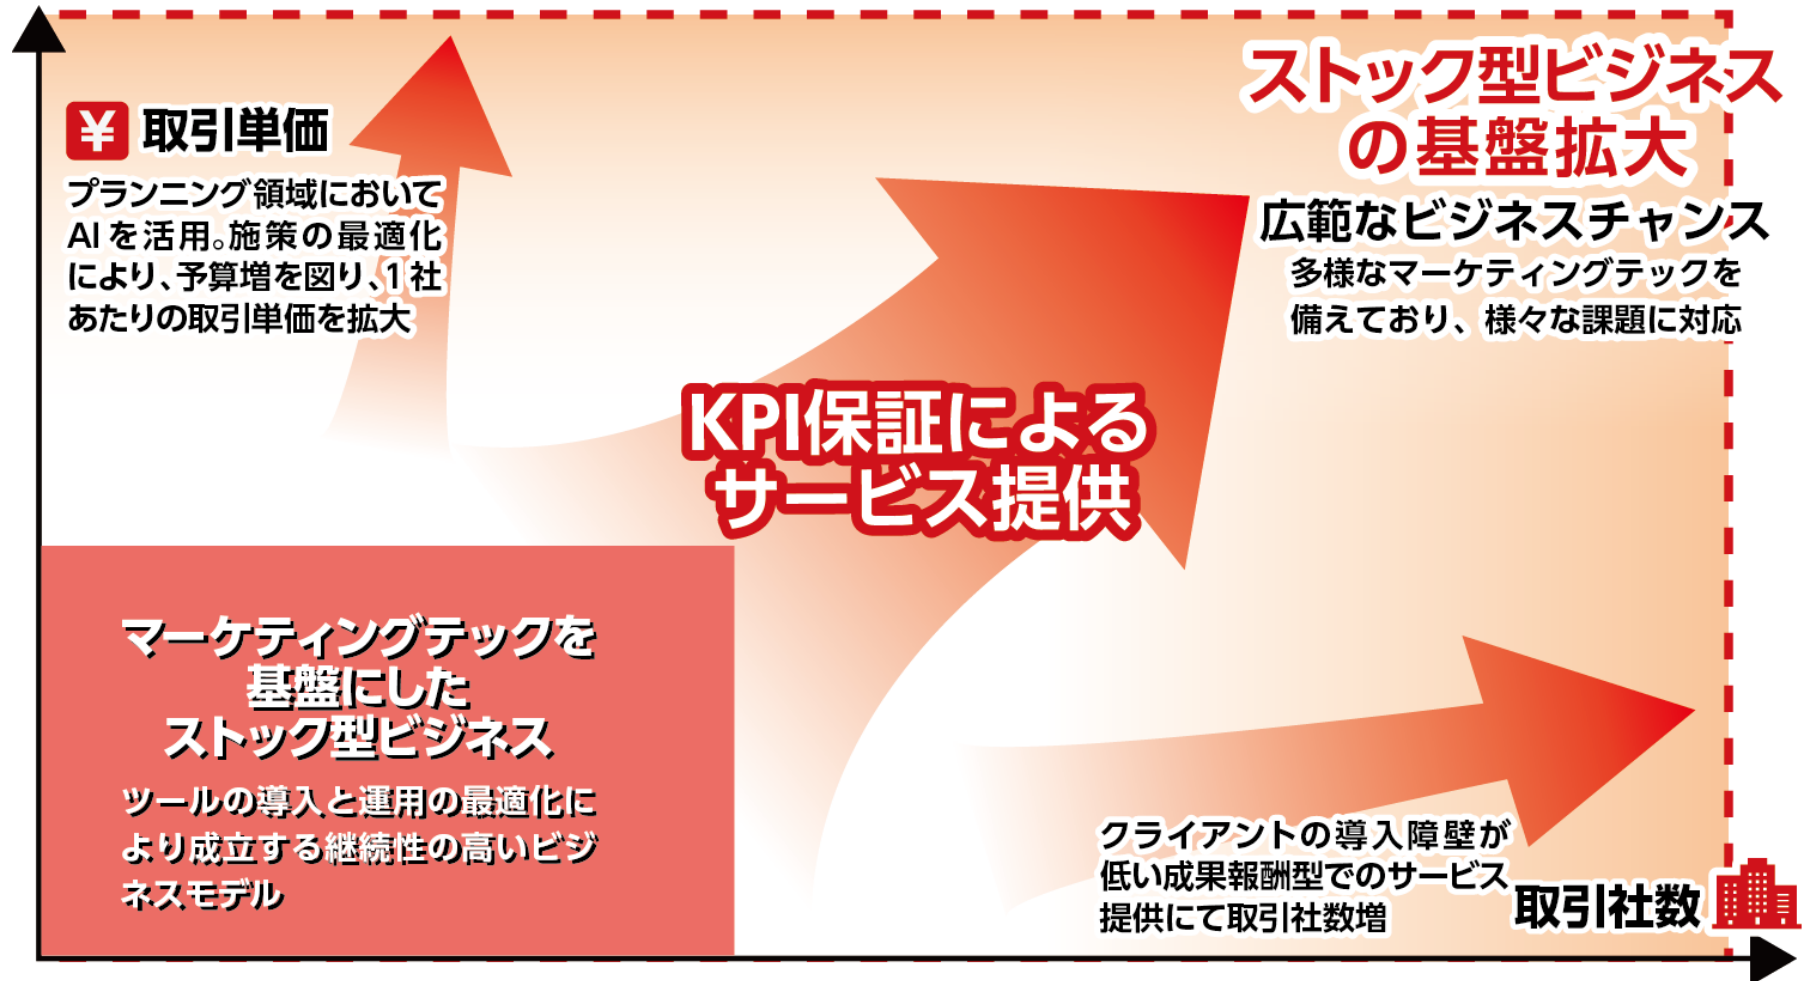 ¥ 取引単価
プランニング領域において
AIを活用。施策の最適化
により、予算増を図り、1社
あたりの取引単価を拡大
ストック型ビジネス
の基盤拡大
広範なビジネスチャンス
多様なマーケティングテックを
備えており、様々な課題に対応
KPI保証による
サービス提供
マーケティングテックを
基盤にした
ストック型ビジネス
ツールの導入と運用の最適化に
より成立する継続性の高いビジ
ネスモデル
クライアントの導入障壁が
低い成果報酬型でのサービス
提供にて取引社数増
取引社数